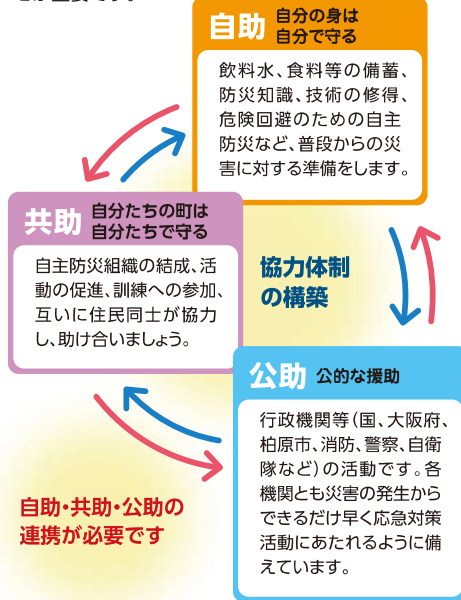 自助 自分の身は
自分で守る
飲料水、食料等の備蓄、
防災知識、技術の修得、
危険回避のための自主
防災など、普段からの災
害に対する準備をします。
共助 自分たちの町は
自分たちで守る
自主防災組織の結成、活
動の促進、訓練への参加、
互いに住民同士が協力
し、助け合いましょう。
協力体制
の構築
公助 公的な援助
行政機関等(国、大阪府、
柏原市、消防、警察、自衛
隊など)の活動です。各
機関とも災害の発生から
できるだけ早く応急対策
活動にあたれるように備
えています。
自助・共助・公助の
連携が必要です